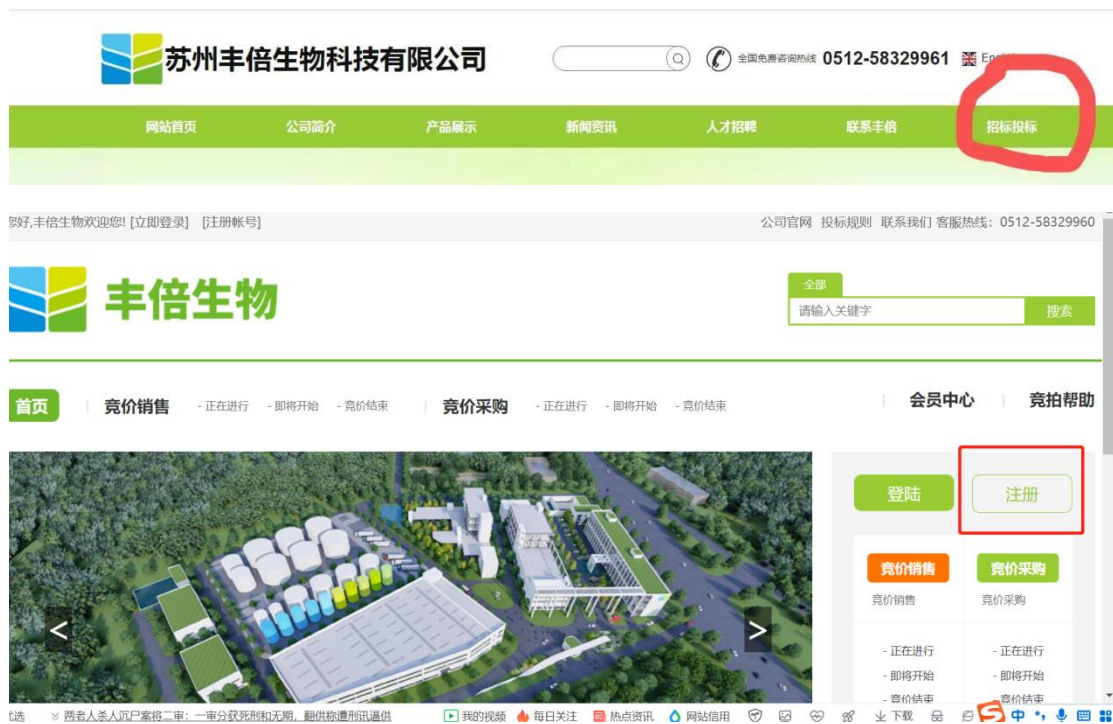 苏州丰倍生物科技有限公司 全国免费咨询热线 0512-58329961
网站首页 公司简介 产品展示 新闻资讯 人才招聘 联系丰倍 招标投标
您好,丰倍生物欢迎您! [立即登录] [注册帐号] 公司官网 投标规则 联系我们 客服热线：0512-58329960
丰倍生物
全部
请输入关键字 搜索
首页 竞价销售 - 正在进行 - 即将开始 - 竞价结束 竞价采购 - 正在进行 - 即将开始 - 竞价结束 会员中心 竞拍帮助
登陆 注册
竞价销售 竞价采购
竞价销售 竞价采购
- 正在进行 - 正在进行
- 即将开始 - 即将开始
- 竞价结束 - 竞价结束
< >
两老人杀人沉尸案将二审：一审分获死刑和无期，翻供称遭刑讯逼供 我的视频 每日关注 热点资讯 网站信用 下载 中